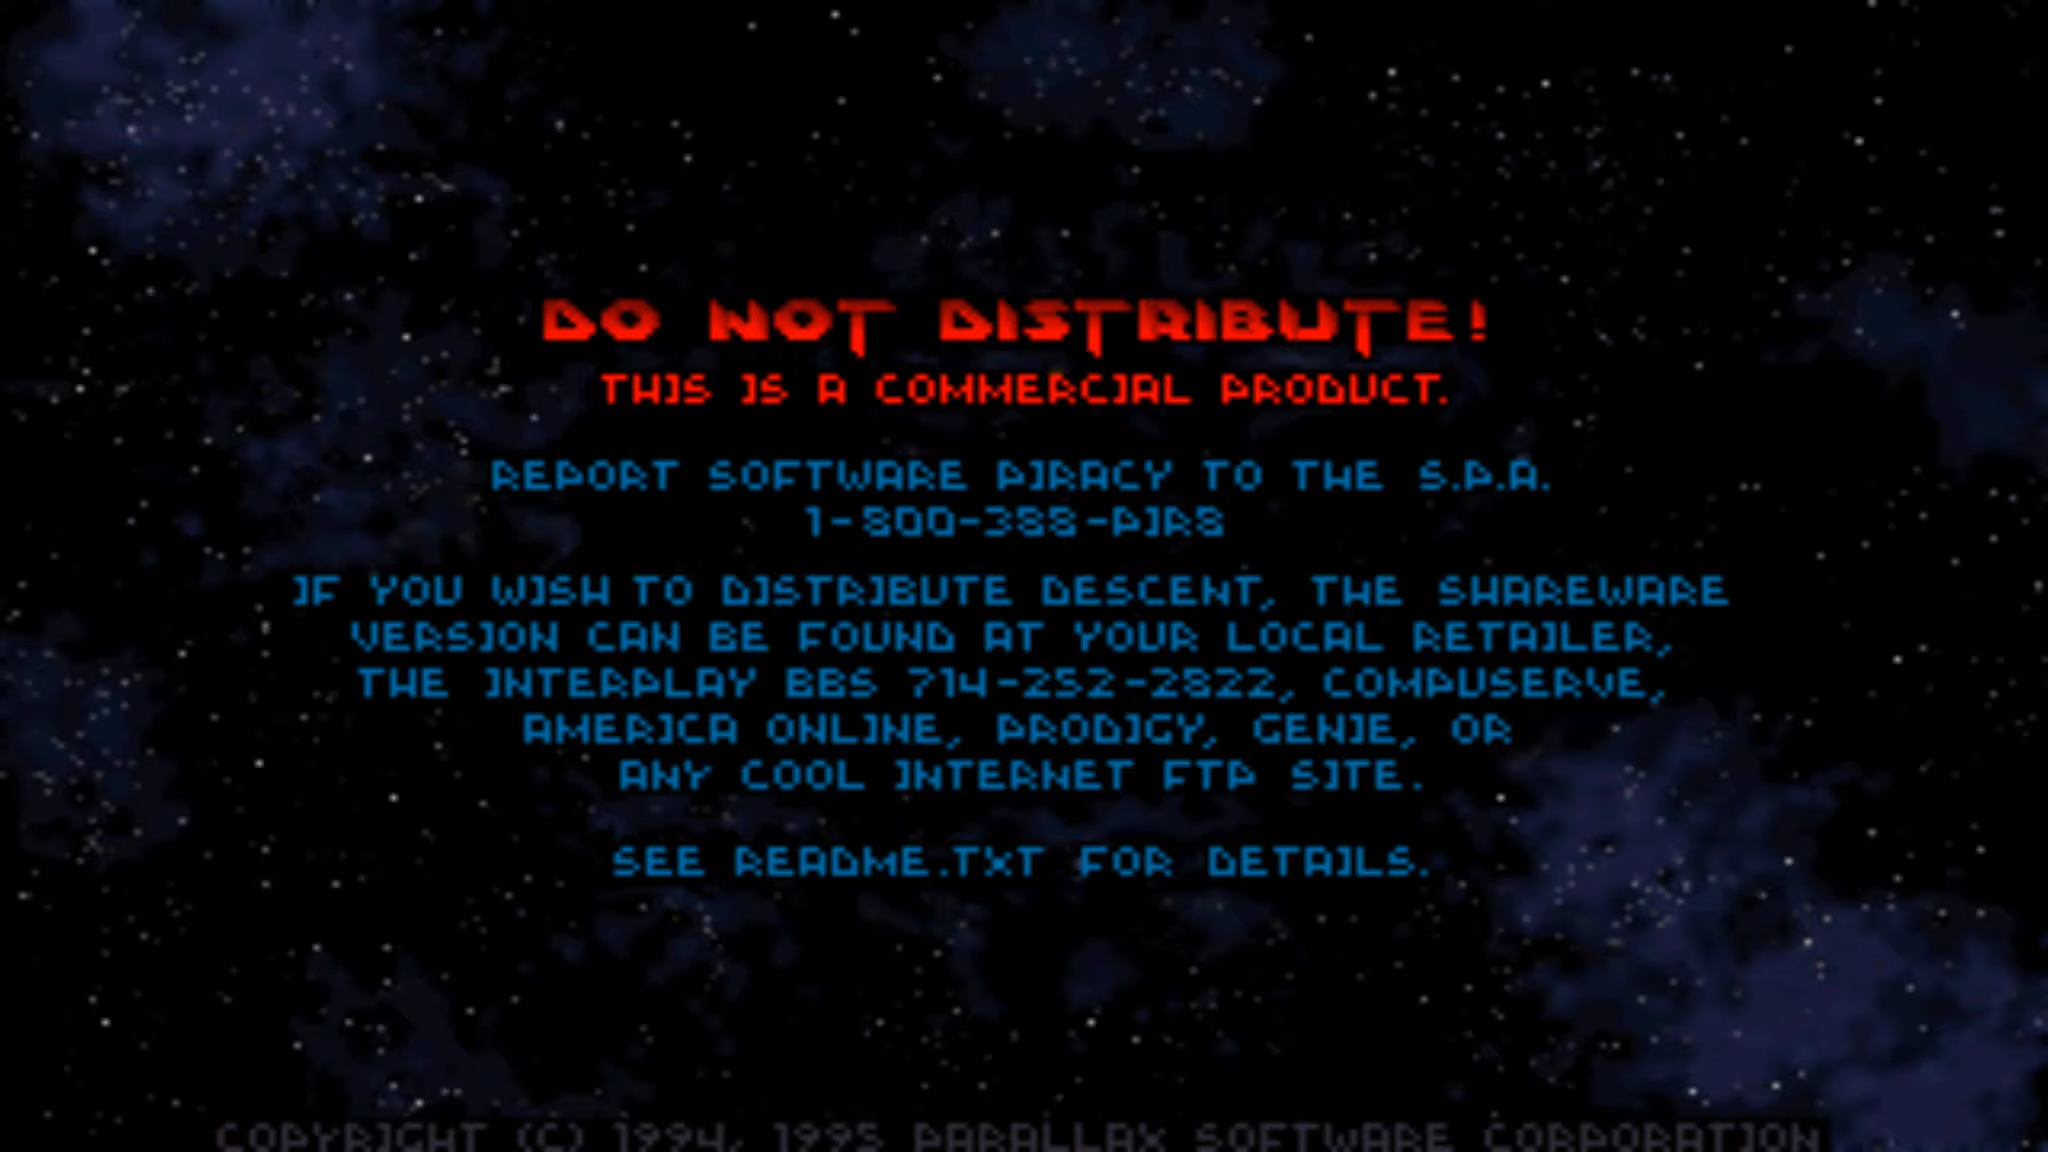 DO NOT DISTRIBUTE!
THIS IS A COMMERCIAL PRODUCT.
REPORT SOFTWARE PIRACY TO THE S.P.A.
1-800-388-PIR8
IF YOU WISH TO DISTRIBUTE DESCENT, THE SHAREWARE
VERSION CAN BE FOUND AT YOUR LOCAL RETAILER,
THE INTERPLAY BBS 714-252-2822, COMPUSERVE,
AMERICA ONLINE, PRODIGY, GENIE, OR
ANY COOL INTERNET FTP SITE.
SEE README.TXT FOR DETAILS.
COPYRIGHT (C) 1994, 1995 PARALLAX SOFTWARE CORPORATION